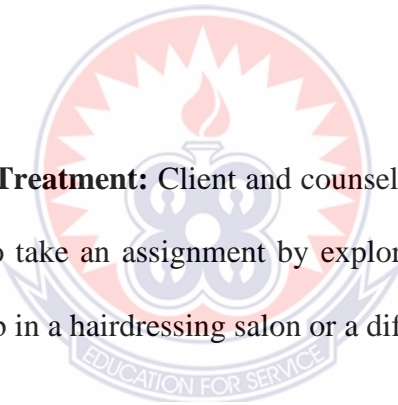 Treatment: Client and counsel
take an assignment by explor
in a hairdressing salon or a dif
EDUCATION FOR SERVICE